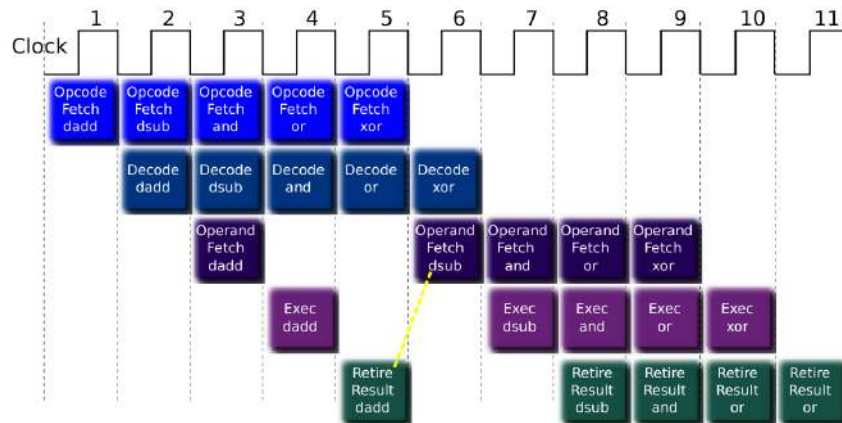 1 2 3 4 5 6 7 8 9 10 11
Clock
Opcode
Fetch
dadd
Opcode
Fetch
dsub
Opcode
Fetch
and
Opcode
Fetch
or
Opcode
Fetch
xor
Decode
dadd
Decode
dsub
Decode
and
Decode
or
Decode
xor
Operand
Fetch
dadd
Operand
Fetch
dsub
Operand
Fetch
and
Operand
Fetch
or
Operand
Fetch
xor
Exec
dadd
Exec
dsub
Exec
and
Exec
or
Exec
xor
Retire
Result
dadd
Retire
Result
dsub
Retire
Result
and
Retire
Result
or
Retire
Result
or